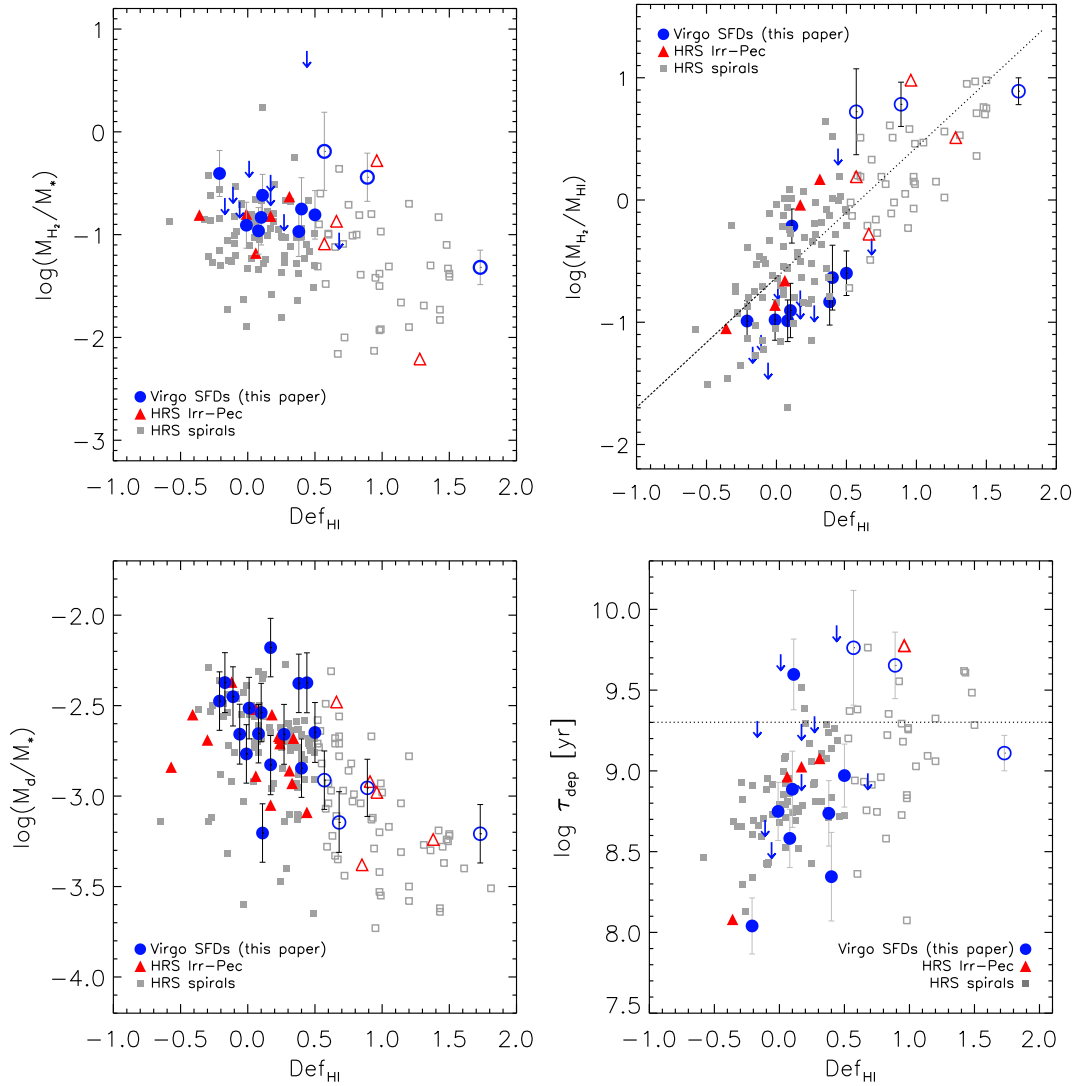 log(M_H₂/M_*)
1
0
−1
−2
−3
Virgo SFDs (this paper)
HRS Irr−Pec
HRS spirals
−1.0 −0.5 0.0 0.5 1.0 1.5 2.0
Def_HI
log(M_H₂/M_HI)
1
0
−1
−2
Virgo SFDs (this paper)
HRS Irr−Pec
HRS spirals
−1.0 −0.5 0.0 0.5 1.0 1.5 2.0
Def_HI
log(M_d/M_*)
−2.0
−2.5
−3.0
−3.5
−4.0
Virgo SFDs (this paper)
HRS Irr−Pec
HRS spirals
−1.0 −0.5 0.0 0.5 1.0 1.5 2.0
Def_HI
log τ_dep [yr]
10.0
9.5
9.0
8.5
8.0
7.5
Virgo SFDs (this paper)
HRS Irr−Pec
HRS spirals
−1.0 −0.5 0.0 0.5 1.0 1.5 2.0
Def_HI